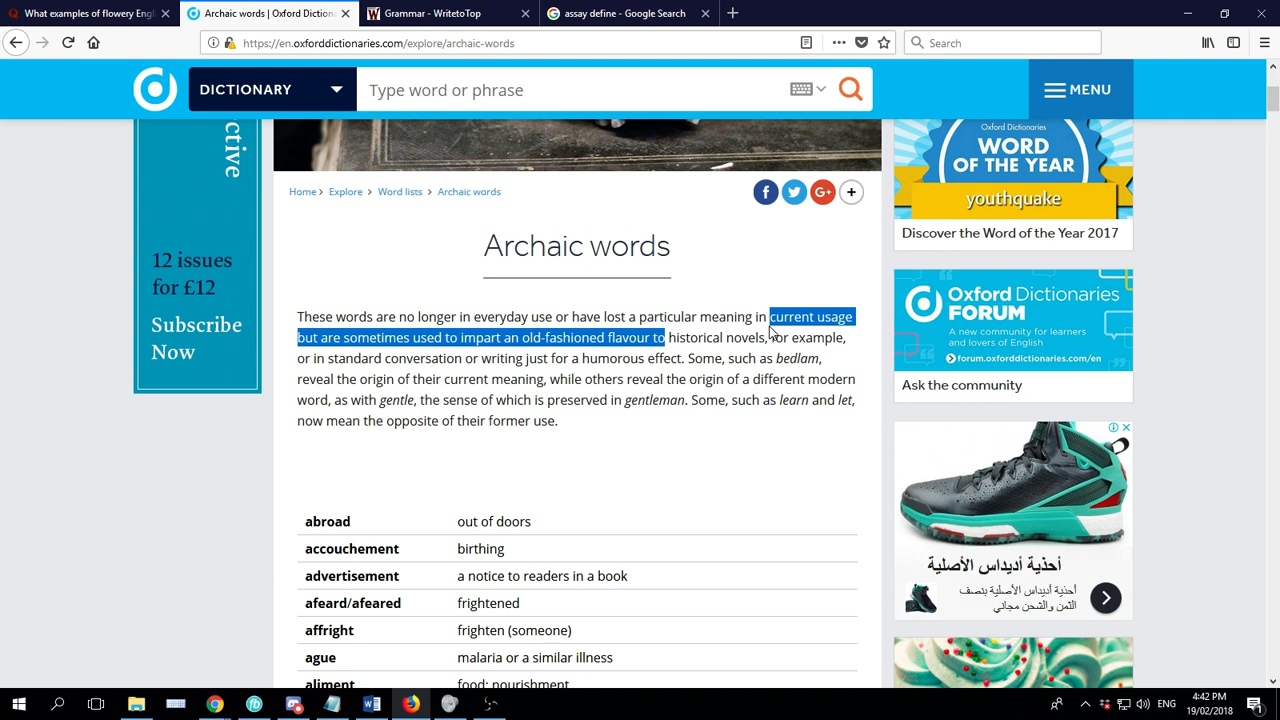 What examples of flowery Engl
Archaic words | Oxford Diction
Grammar - WritetoTop
assay define - Google Search
https://en.oxforddictionaries.com/explore/archaic-words
Search
DICTIONARY
Type word or phrase
MENU
ctive
12 issues
for £12
Subscribe
Now
Home
Explore
Word lists
Archaic words
Archaic words
These words are no longer in everyday use or have lost a particular meaning in current usage
but are sometimes used to impart an old-fashioned flavour to historical novels, for example,
or in standard conversation or writing just for a humorous effect. Some, such as bedlam,
reveal the origin of their current meaning, while others reveal the origin of a different modern
word, as with gentle, the sense of which is preserved in gentleman. Some, such as learn and let,
now mean the opposite of their former use.
abroad out of doors
accouchement birthing
advertisement a notice to readers in a book
afeard/afeared frightened
affright frighten (someone)
ague malaria or a similar illness
aliment food; nourishment
Oxford Dictionaries
WORD
OF THE YEAR
youthquake
Discover the Word of the Year 2017
Oxford Dictionaries
FORUM
A new community for learners
and lovers of English
forum.oxforddictionaries.com/en
Ask the community
أحذية أديداس الأصلية
أحذية أديداس الأصلية بنصف
الثمن والشحن مجاني
ENG
4:42 PM
19/02/2018